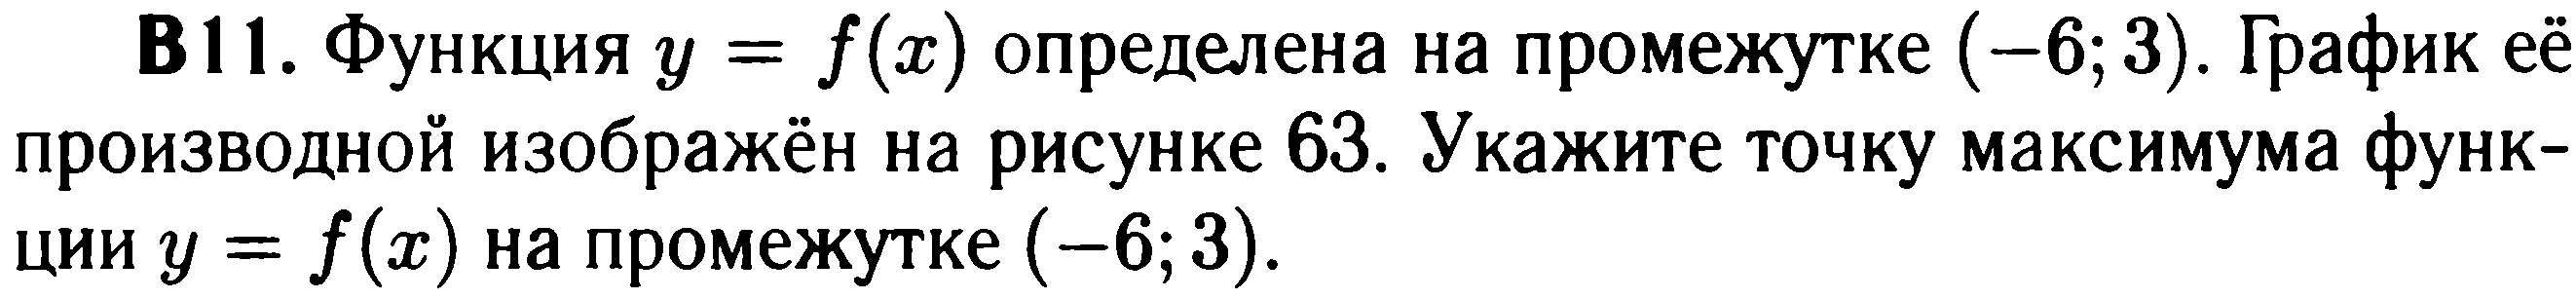 В11. Функция y = f(x) определена на промежутке (−6; 3). График её
производной изображён на рисунке 63. Укажите точку максимума функ-
ции y = f(x) на промежутке (−6; 3).